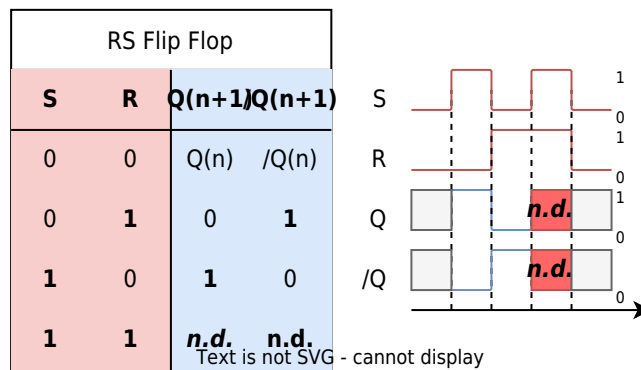 RS Flip Flop
S R Q(n+1) /Q(n+1)
0 0 Q(n) /Q(n)
0 1 0 1
1 0 1 0
1 1 n.d. n.d.
S 1 0
R 1 0
Q n.d. 1 0
/Q n.d. 0
Text is not SVG - cannot display